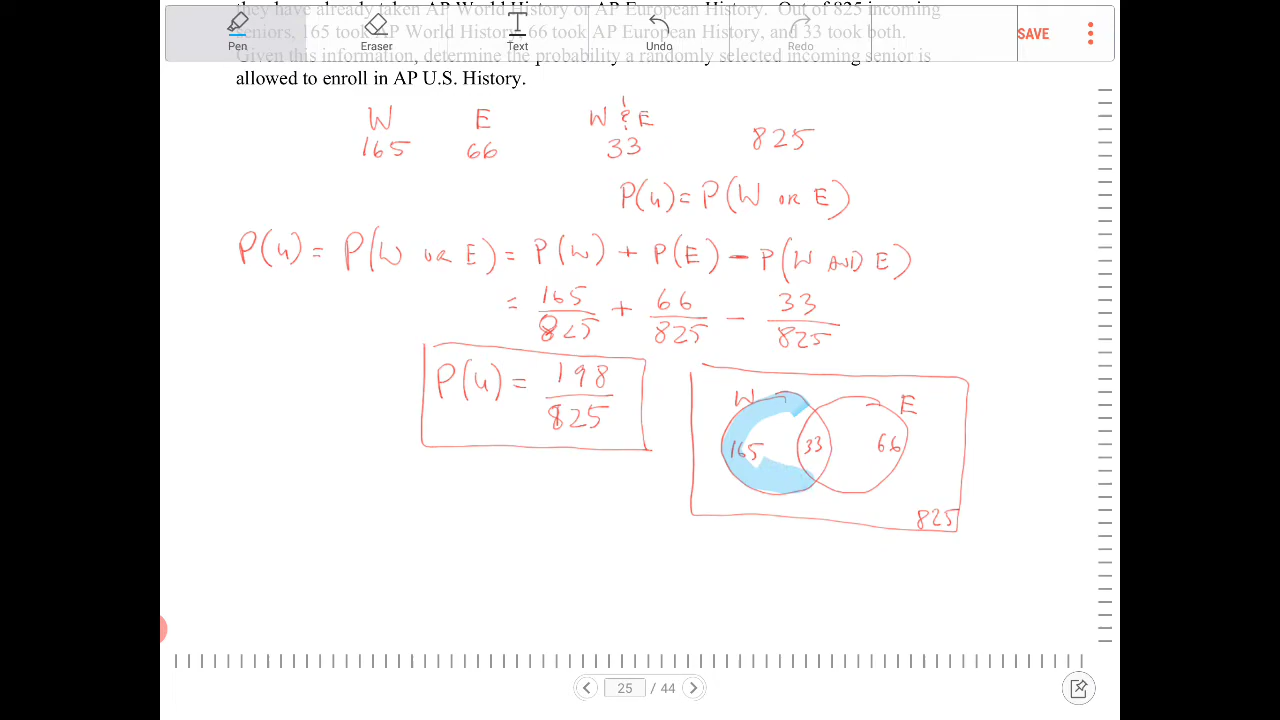 they have already taken AP World History or AP European History. Out of 825 incoming
Pen Eraser Text Undo Redo SAVE
seniors, 165 took AP World History, 66 took AP European History, and 33 took both.
Given this information, determine the probability a randomly selected incoming senior is
allowed to enroll in AP U.S. History.
W E W & E
165 66 33 825
P(u) = P(W OR E)
P(u) = P(W OR E) = P(W) + P(E) - P(W AND E)
= 165/825 + 66/825 - 33/825
P(u) = 198/825
W E
165 33 66
825
25 / 44